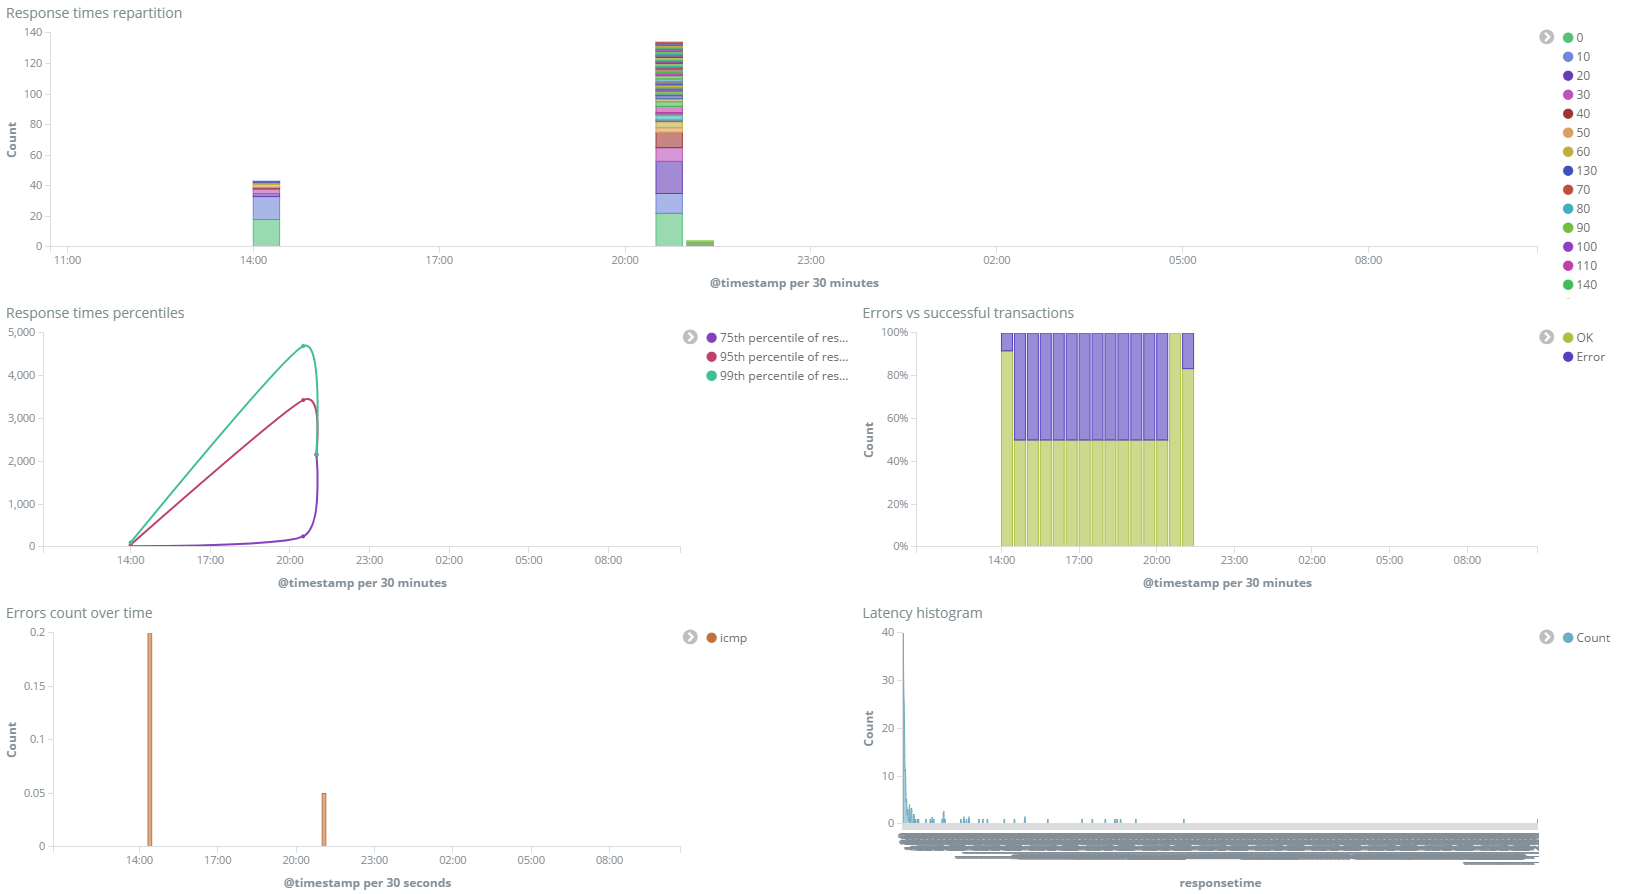 Response times repartition
140
120
100
80
60
40
20
0
Count
11:00 14:00 17:00 20:00 23:00 02:00 05:00 08:00
@timestamp per 30 minutes
0
10
20
30
40
50
60
130
70
80
90
100
110
140
Response times percentiles
5,000
4,000
3,000
2,000
1,000
0
14:00 17:00 20:00 23:00 02:00 05:00 08:00
@timestamp per 30 minutes
75th percentile of res...
95th percentile of res...
99th percentile of res...
Errors vs successful transactions
100%
80%
60%
40%
20%
0%
Count
14:00 17:00 20:00 23:00 02:00 05:00 08:00
@timestamp per 30 minutes
OK
Error
Errors count over time
0.2
0.15
0.1
0.05
0
Count
14:00 17:00 20:00 23:00 02:00 05:00 08:00
@timestamp per 30 seconds
icmp
Latency histogram
40
30
20
10
0
Count
responsetime
Count